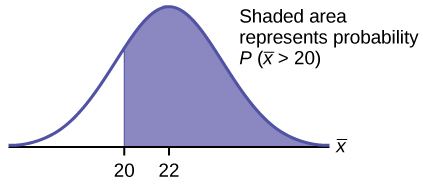 Shaded area
represents probability
P (x̅ > 20)
x̅
20 22